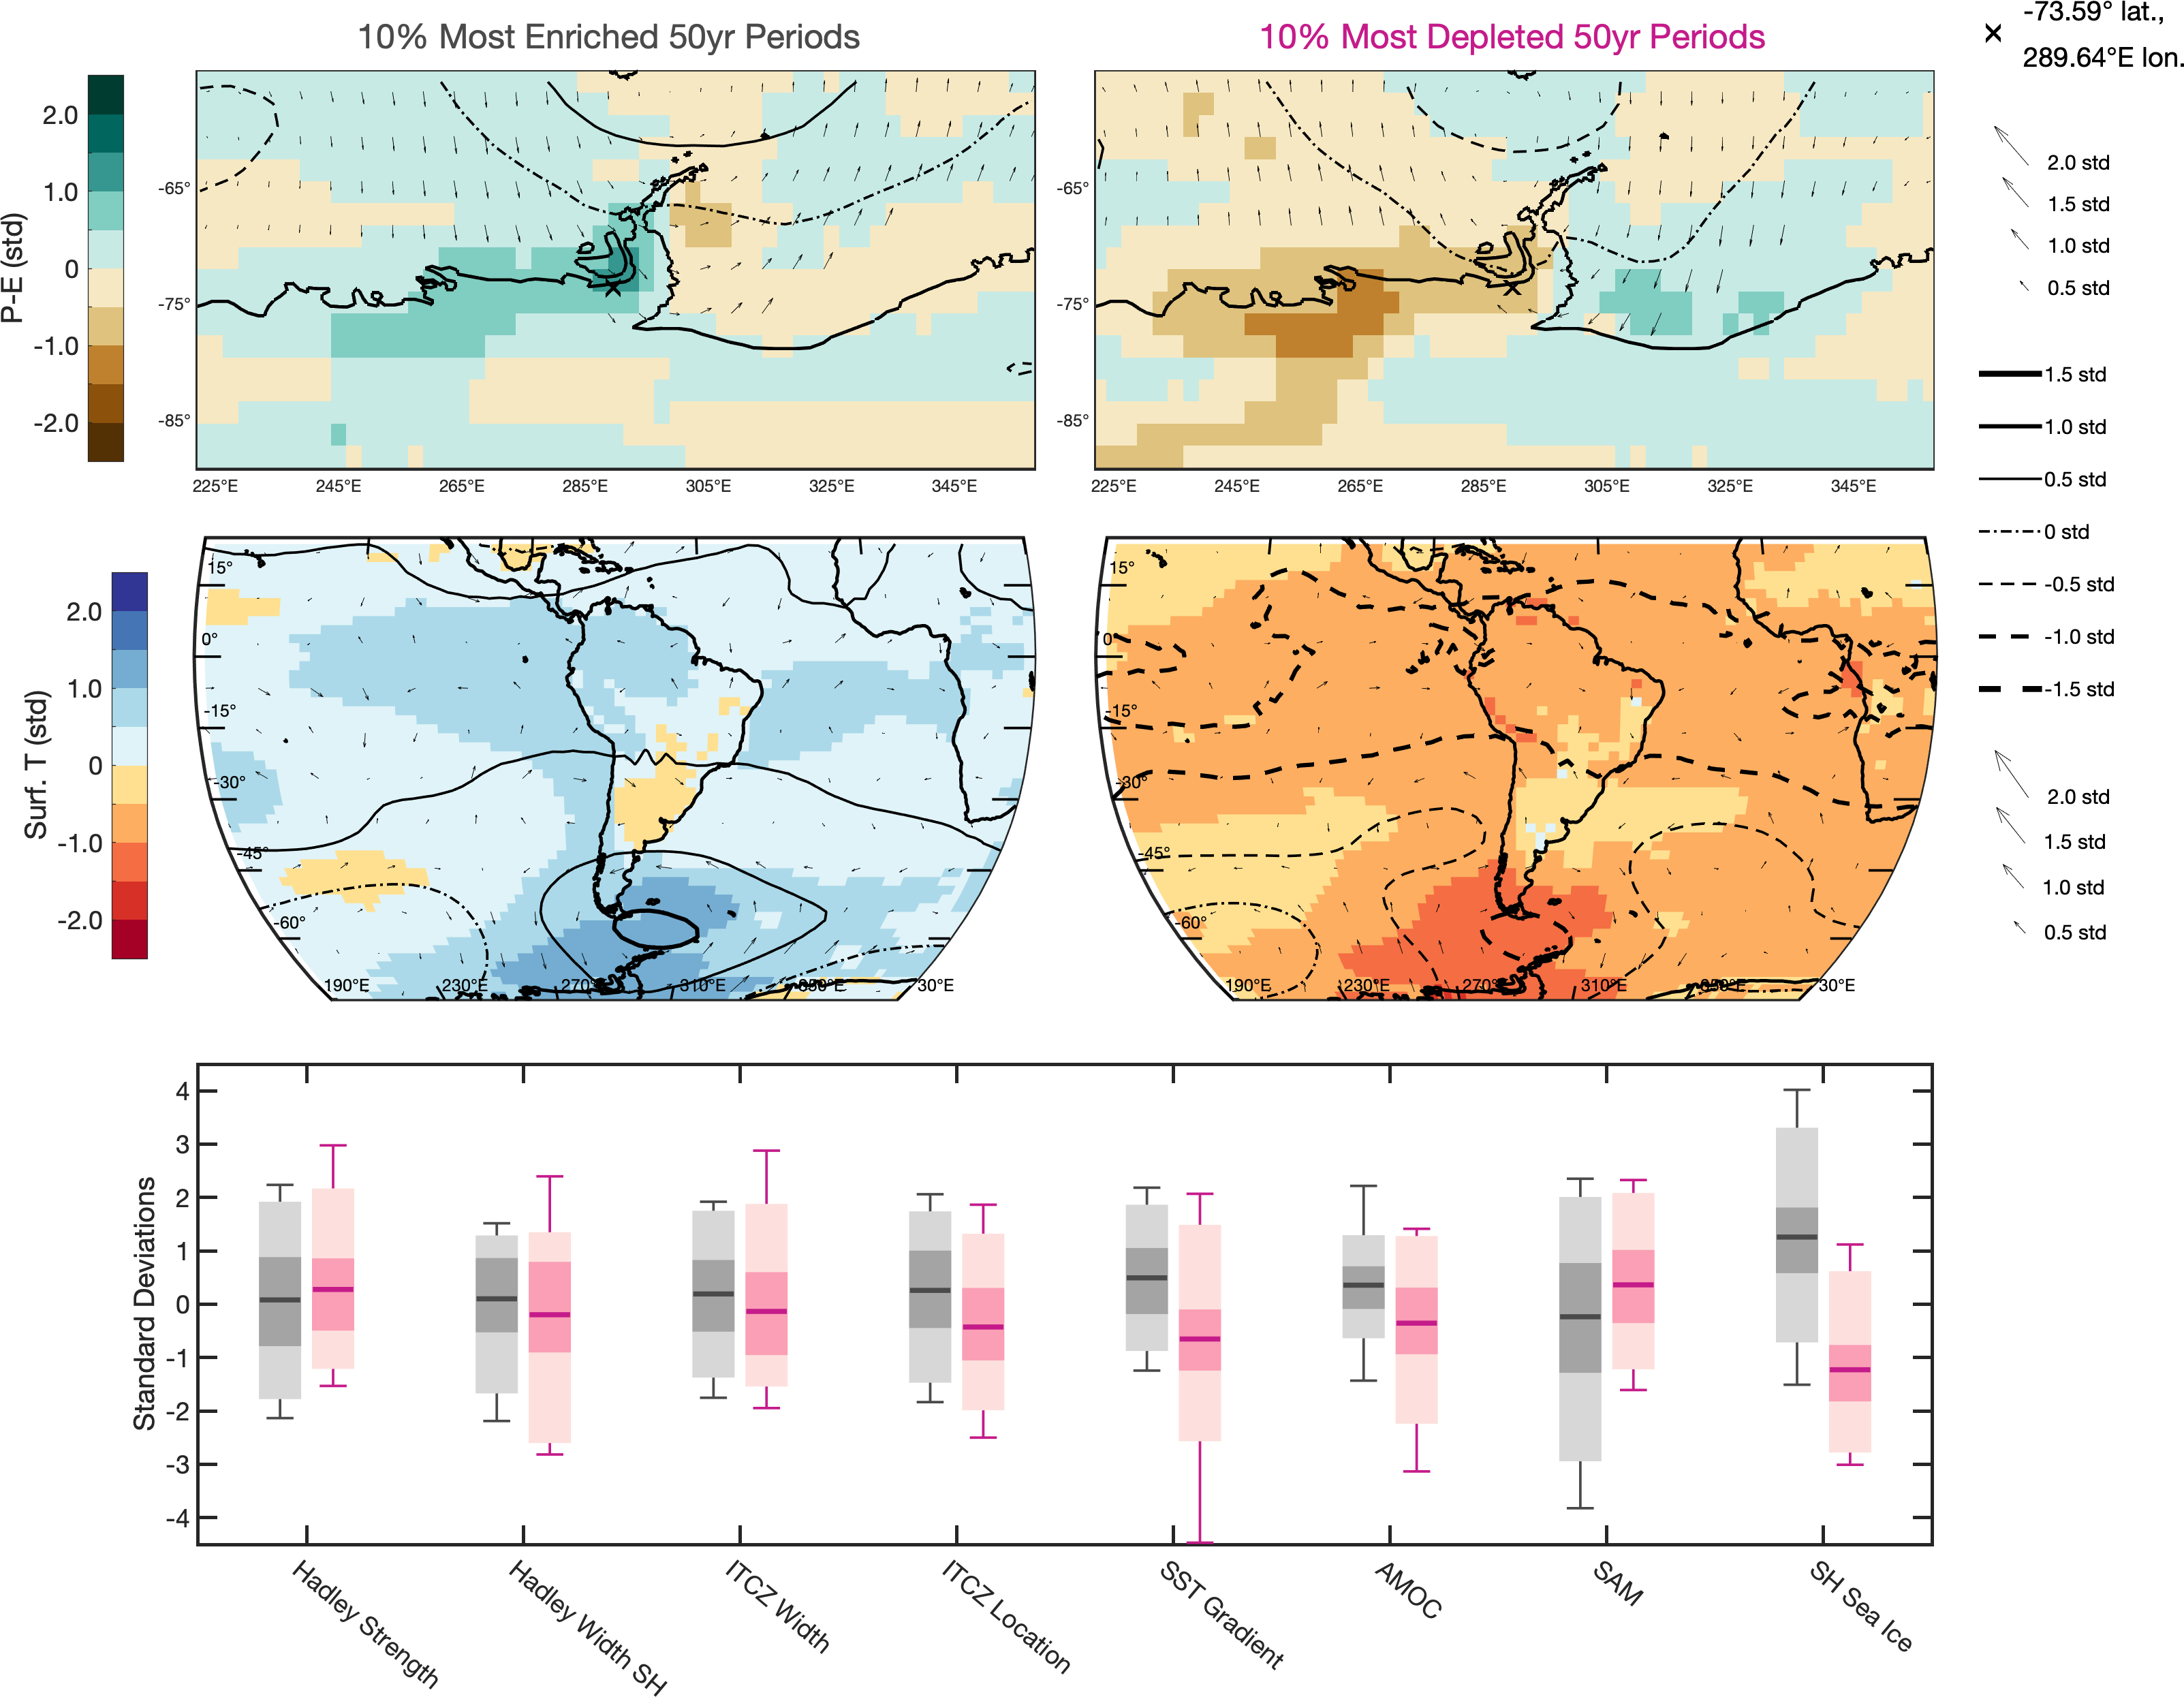 10% Most Enriched 50yr Periods
10% Most Depleted 50yr Periods
-73.59° lat.,
289.64°E lon.
P-E (std)
2.0
1.0
0
-1.0
-2.0
-65°
-75°
-85°
225°E 245°E 265°E 285°E 305°E 325°E 345°E
-65°
-75°
-85°
225°E 245°E 265°E 285°E 305°E 325°E 345°E
2.0 std
1.5 std
1.0 std
0.5 std
1.5 std
1.0 std
0.5 std
0 std
-0.5 std
-1.0 std
-1.5 std
Surf. T (std)
2.0
1.0
0
-1.0
-2.0
15°
0°
-15°
-30°
-45°
-60°
190°E 230°E 270° 310°E 350°E 30°E
15°
0°
-15°
-30°
-45°
-60°
190°E 230°E 270° 310°E 350°E 30°E
2.0 std
1.5 std
1.0 std
0.5 std
Standard Deviations
4
3
2
1
0
-1
-2
-3
-4
Hadley Strength
Hadley Width SH
ITCZ Width
ITCZ Location
SST Gradient
AMOC
SAM
SH Sea Ice